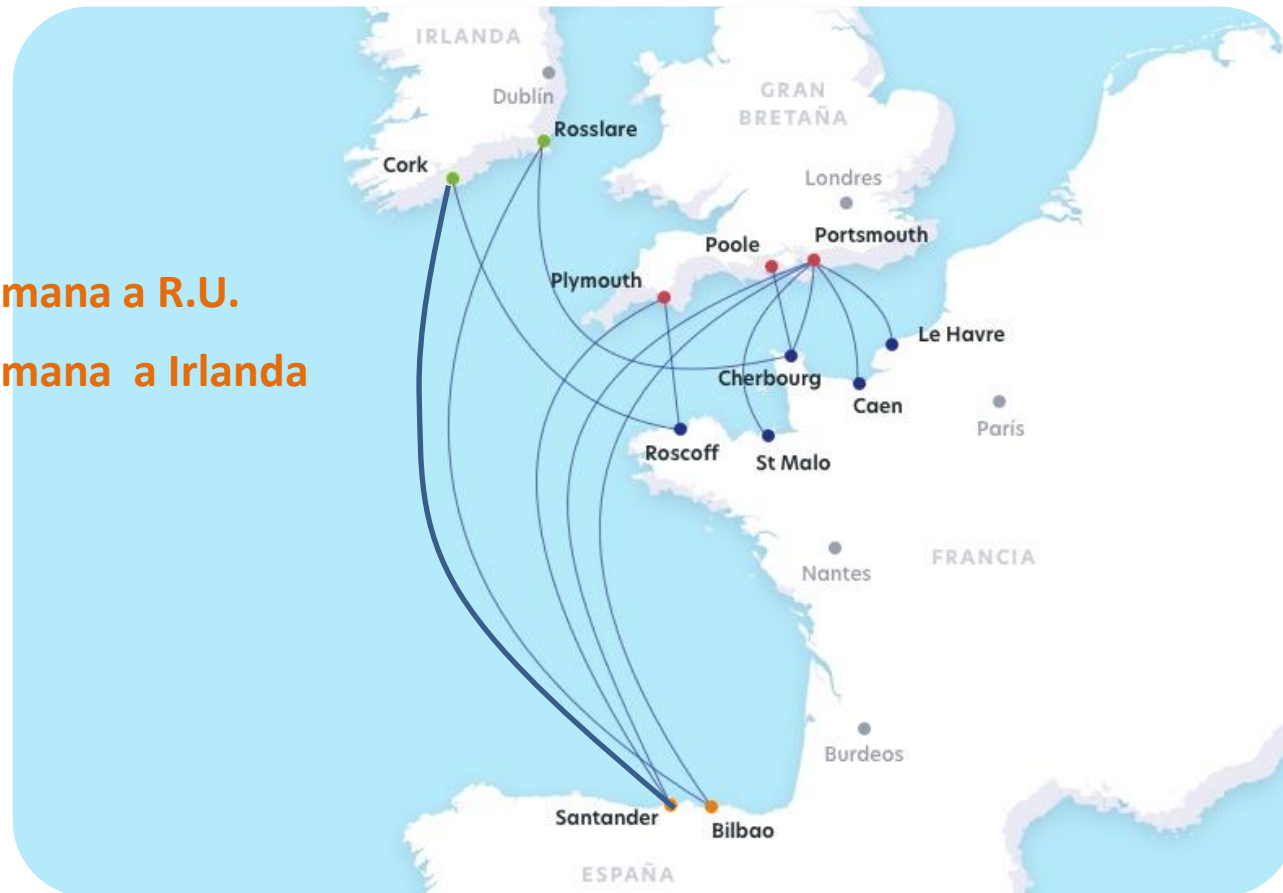 IRLANDA
Dublín
GRAN
BRETAÑA
Rosslare
Cork
Londres
Poole
Portsmouth
Plymouth
mana a R.U.
mana a Irlanda
Le Havre
Cherbourg
Caen
París
Roscoff
St Malo
Nantes
FRANCIA
Burdeos
Santander
Bilbao
ESPAÑA